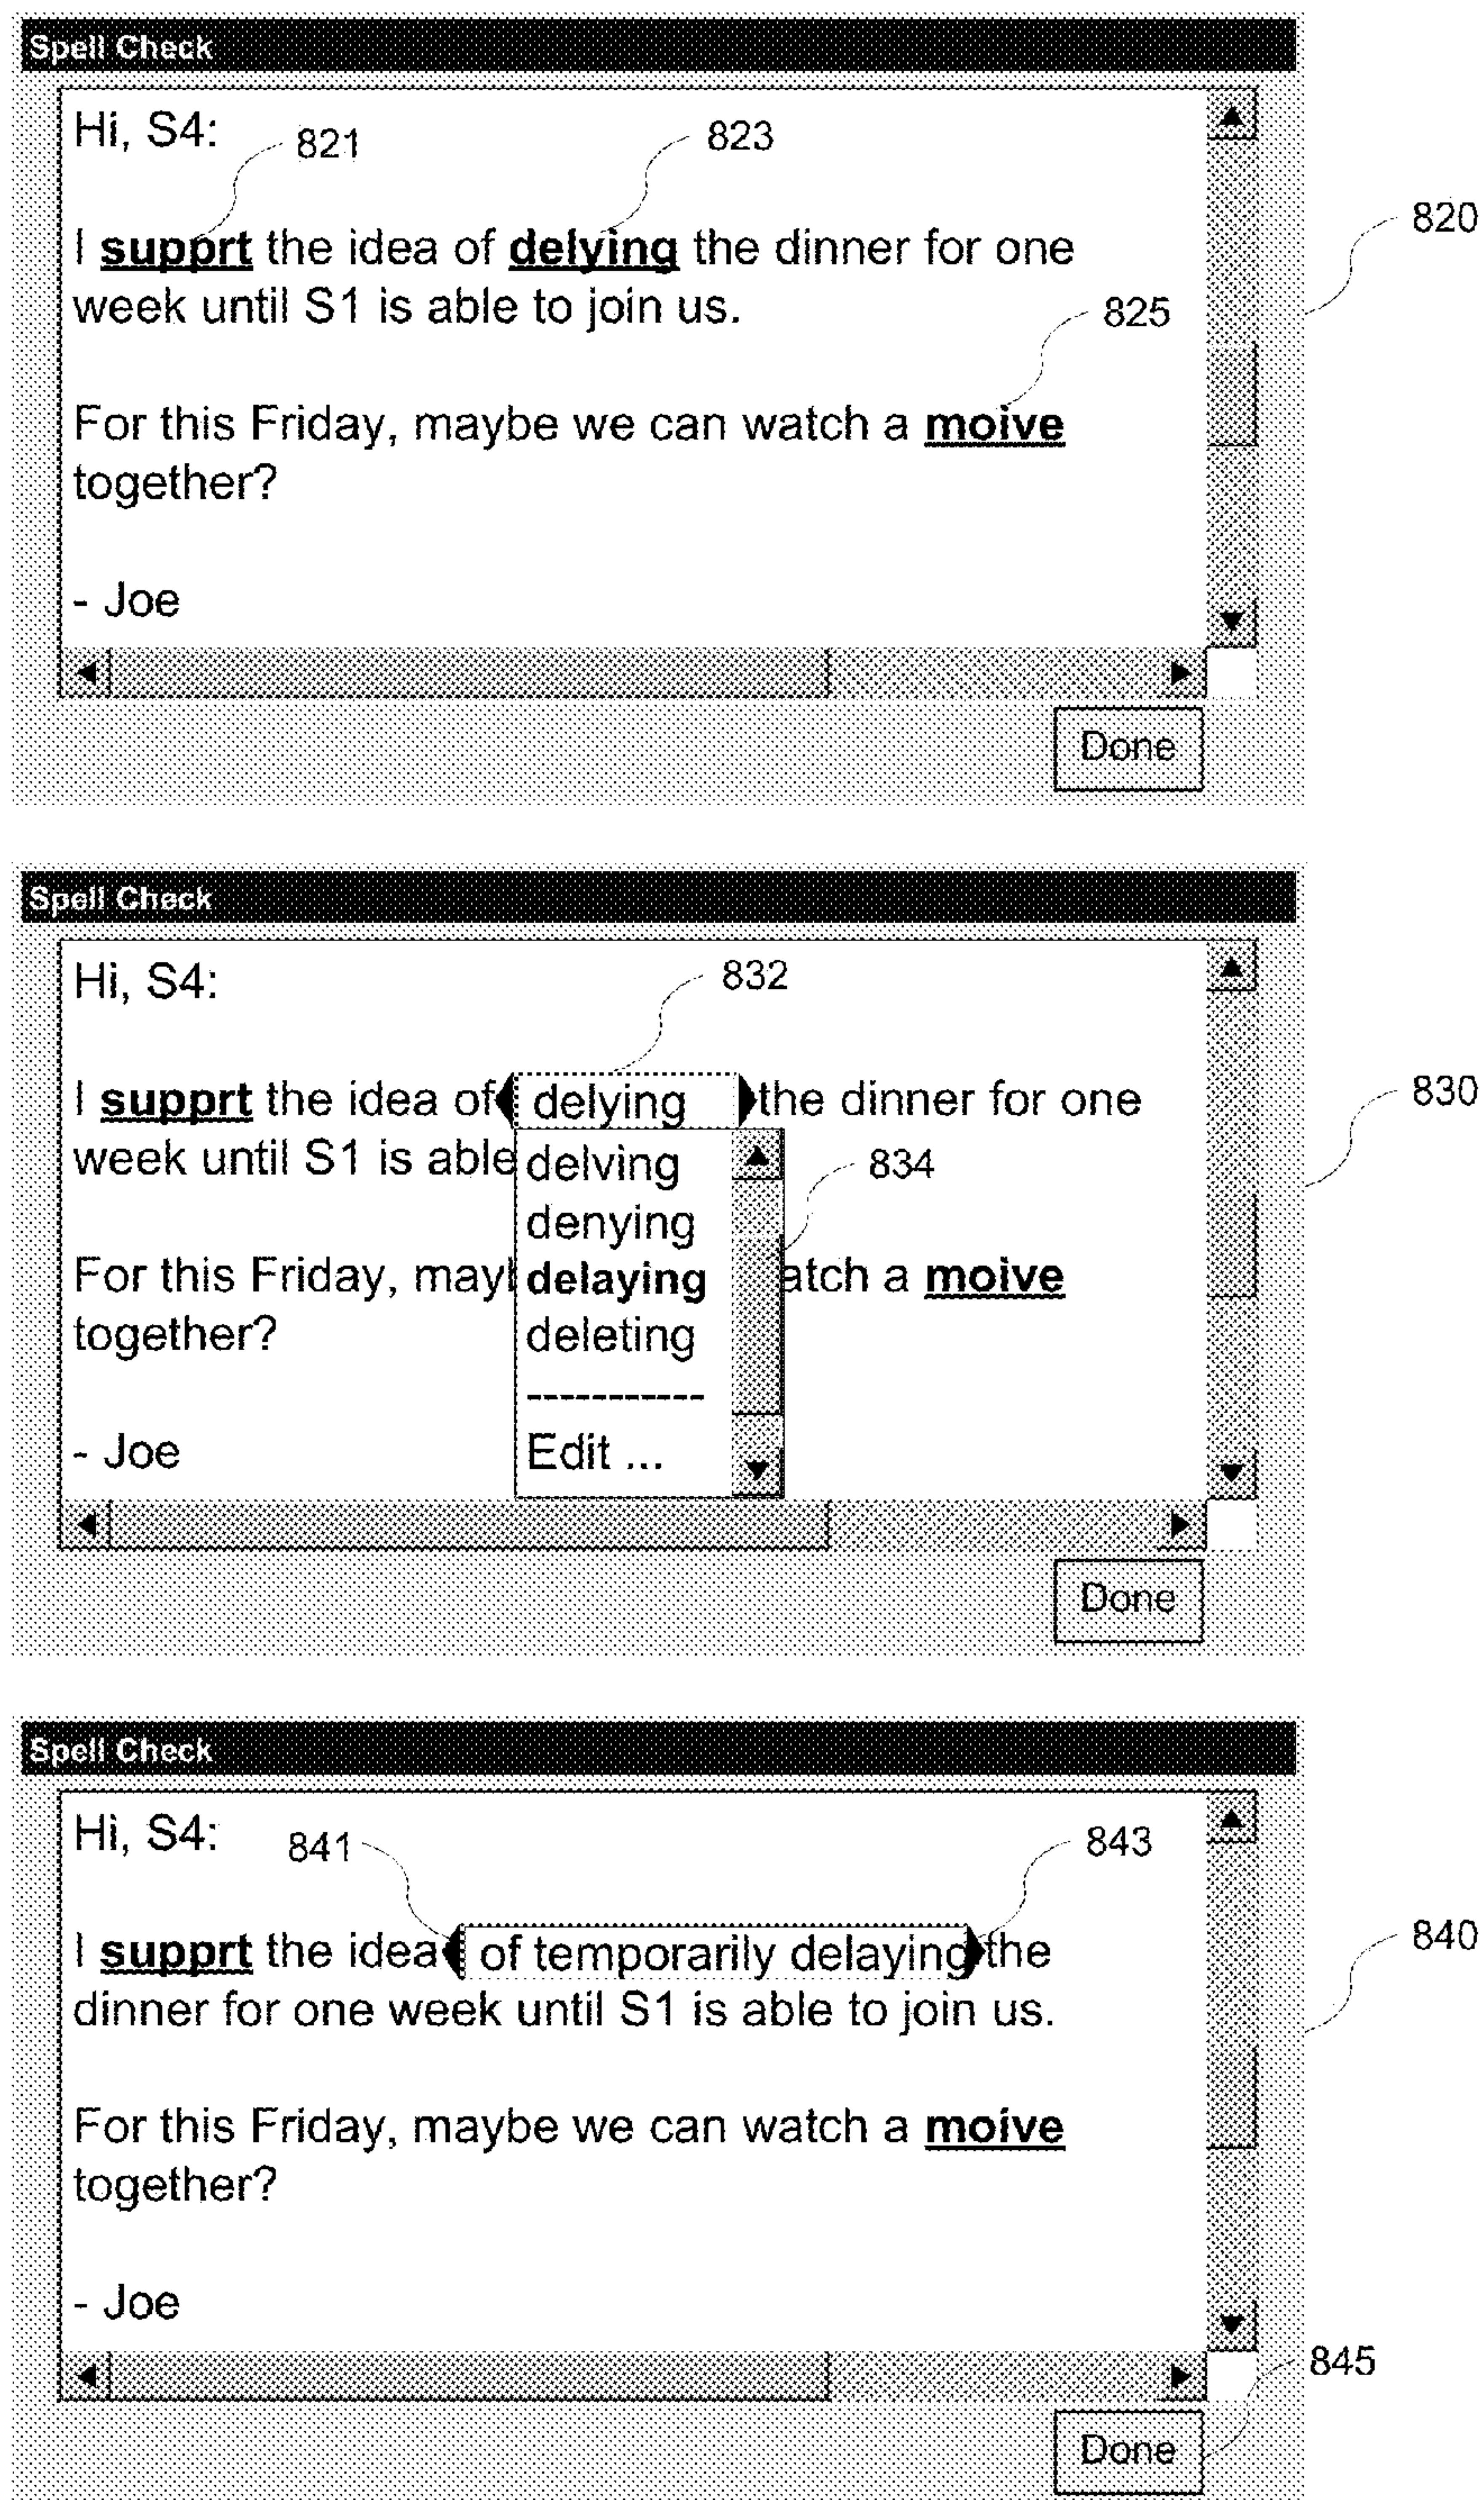 Spell Check
Hi, S4:
821
823
I supprt the idea of delying the dinner for one
820
week until S1 is able to join us.
825
For this Friday, maybe we can watch a moive
together?
- Joe
Done
Spell Check
Hi, S4:
832
I supprt the idea of delying the dinner for one
830
week until S1 is able
delving
834
denying
For this Friday, may
delaying
atch a moive
together?
deleting
-----------
- Joe
Edit ...
Done
Spell Check
Hi, S4:
841
843
I supprt the idea of temporarily delaying the
840
dinner for one week until S1 is able to join us.
For this Friday, maybe we can watch a moive
together?
- Joe
845
Done